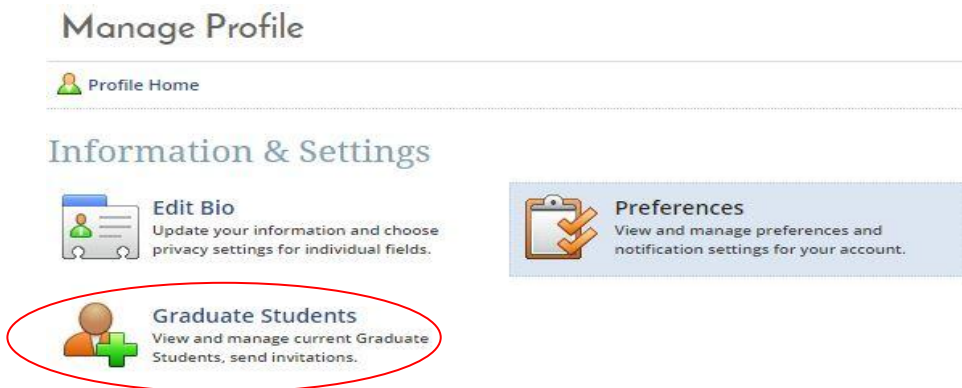 Manage Profile
Profile Home
Information & Settings
Edit Bio
Update your information and choose
privacy settings for individual fields.
Preferences
View and manage preferences and
notification settings for your account.
Graduate Students
View and manage current Graduate
Students, send invitations.